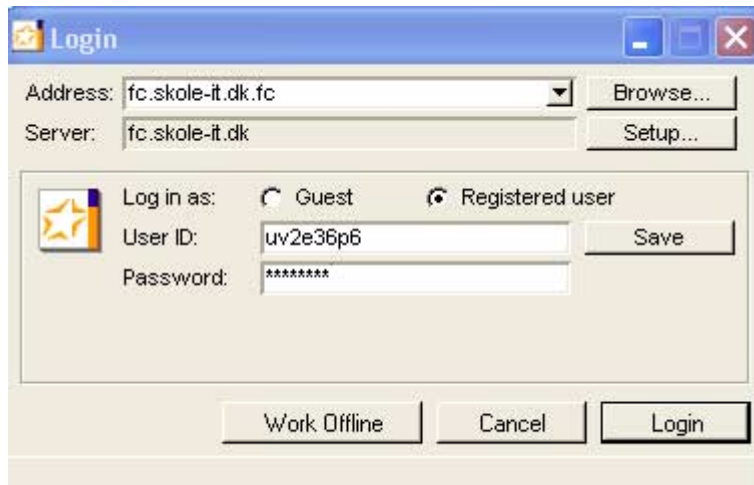 Login
Address: fc.skole-it.dk.fc Browse...
Server: fc.skole-it.dk Setup...
Log in as: Guest Registered user
User ID: uv2e36p6 Save
Password: ********
Work Offline Cancel Login